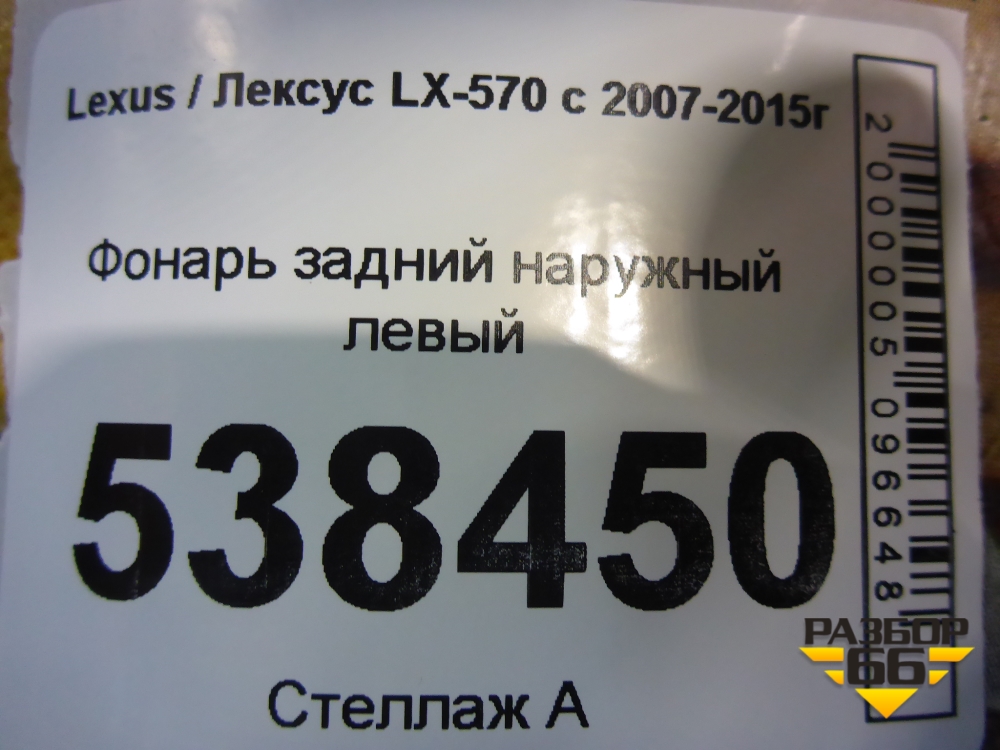 Lexus / Лексус LX-570 с 2007-2015г
Фонарь задний наружный
левый
538450
Стеллаж А
2000005096648
РАЗБОР
66